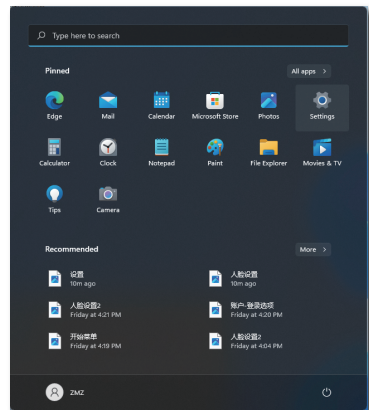 Type here to search
Pinned
All apps >
Edge
Mail
Calendar
Microsoft Store
Photos
Settings
Calculator
Clock
Notepad
Paint
File Explorer
Movies & TV
Tips
Camera
Recommended
More >
设置
10m ago
人脸设置
10m ago
人脸设置2
Friday at 4:21 PM
账户-登录选项
Friday at 4:20 PM
开始菜单
Friday at 4:19 PM
人脸设置2
Friday at 4:04 PM
ZMZ